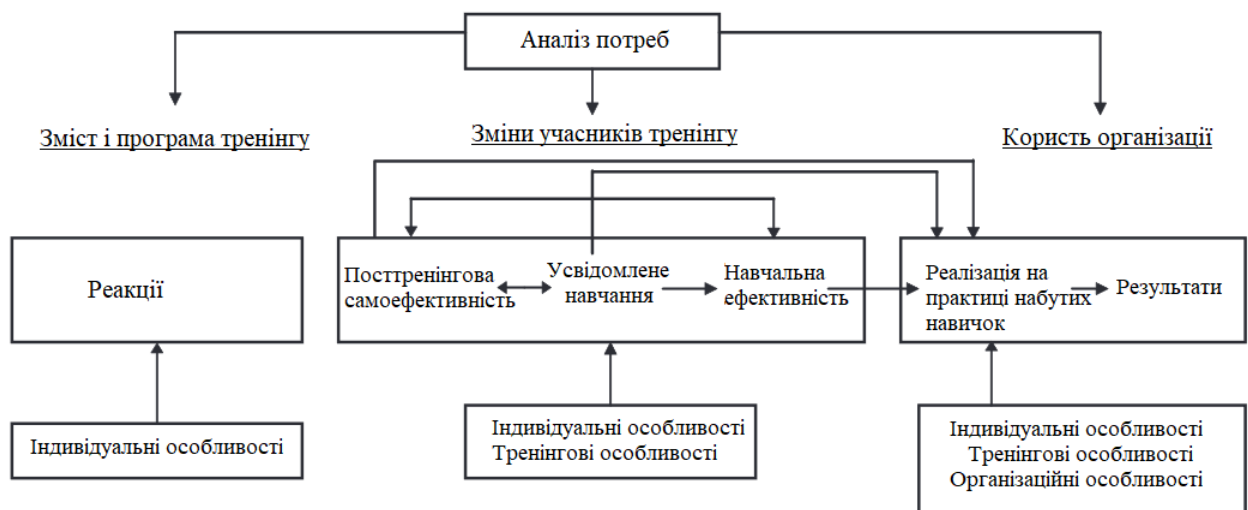 Аналіз потреб
Зміст і програма тренінгу
Зміни учасників тренінгу
Користь організації
Реакції
Посттренінгова
самоефективність
Усвідомлене
навчання
Навчальна
ефективність
Реалізація на
практиці набутих
навичок
Результати
Індивідуальні особливості
Індивідуальні особливості
Тренінгові особливості
Індивідуальні особливості
Тренінгові особливості
Організаційні особливості